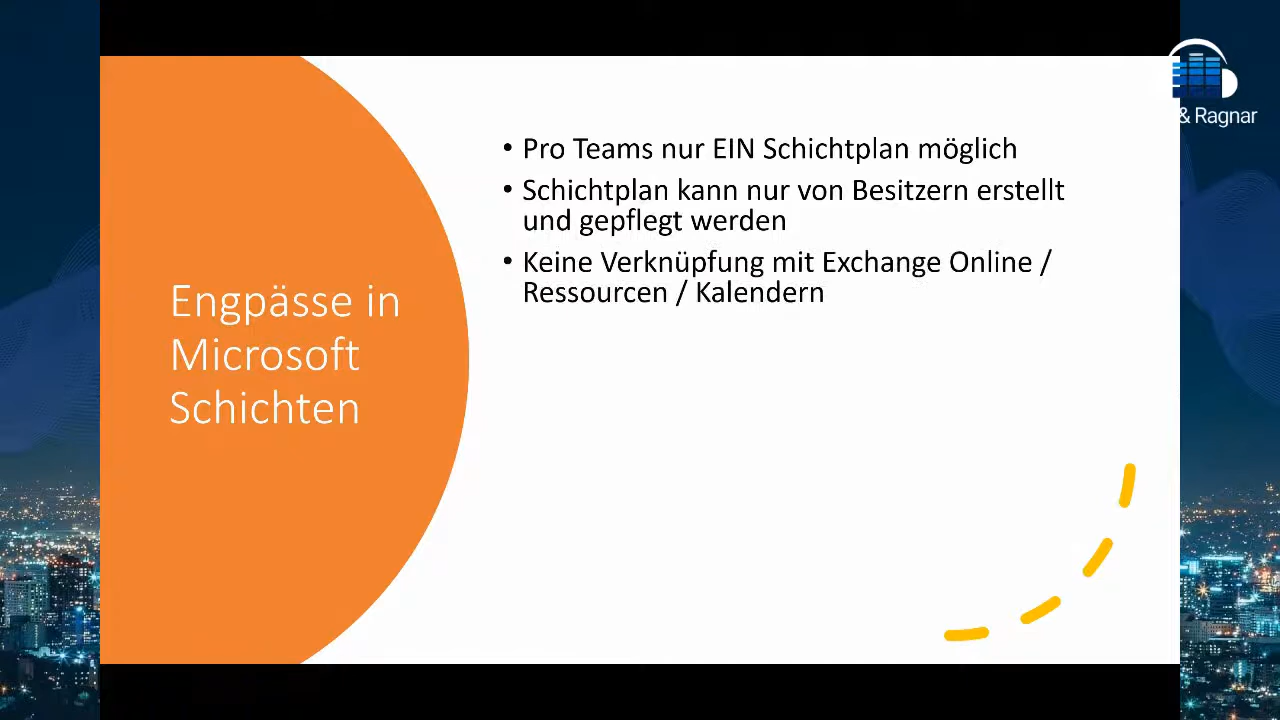 Engpässe in
Microsoft
Schichten
• Pro Teams nur EIN Schichtplan möglich
• Schichtplan kann nur von Besitzern erstellt
und gepflegt werden
• Keine Verknüpfung mit Exchange Online /
Ressourcen / Kalendern
& Ragnar